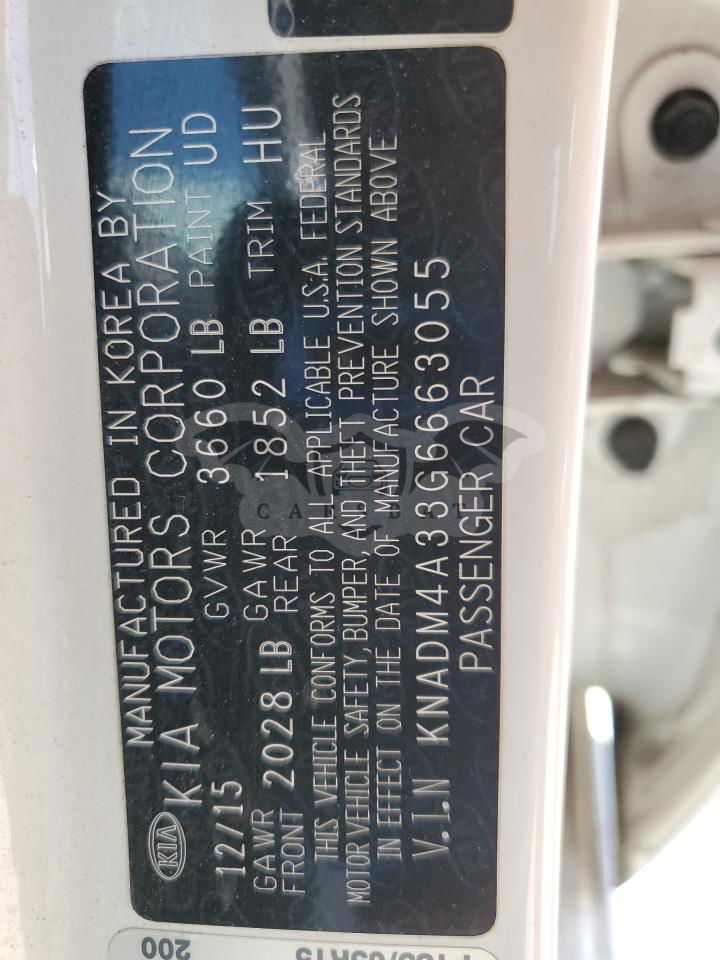 MANUFACTURED IN KOREA BY
KIA MOTORS CORPORATION
KIA
12/15 GVWR 3660 LB PAINT UD
GAWR FRONT 2028 LB GAWR REAR 1852 LB TRIM HU
THIS VEHICLE CONFORMS TO ALL APPLICABLE U.S.A. FEDERAL
MOTOR VEHICLE SAFETY, BUMPER, AND THEFT PREVENTION STANDARDS
IN EFFECT ON THE DATE OF MANUFACTURE SHOWN ABOVE
V.I.N KNADM4A33G6663055
PASSENGER CAR
200